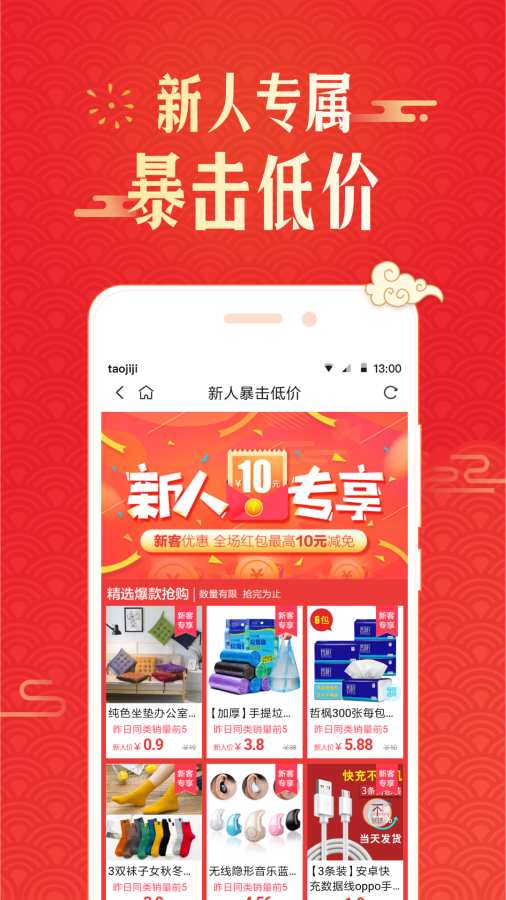 新人专属
暴击低价
taojiji
13:00
新人暴击低价
¥10元
新人专享
新客优惠 全场红包最高10元减免
精选爆款抢购 数量有限 抢完为止
新客专享
新客专享
6包
新客专享
纯色坐垫办公室...
【加厚】手提垃...
哲枫300张每包...
昨日同类销量前5
昨日同类销量前5
昨日同类销量前5
新人价¥0.9
新人价¥3.8
¥38
新人价¥5.88
新客专享
新客专享
快充不
机
3条
新客专享
当天发货
3双袜子女秋冬...
无线隐形音乐蓝...
【3条装】安卓快
充数据线oppo手...
昨日同类销量前5
昨日同类销量前5